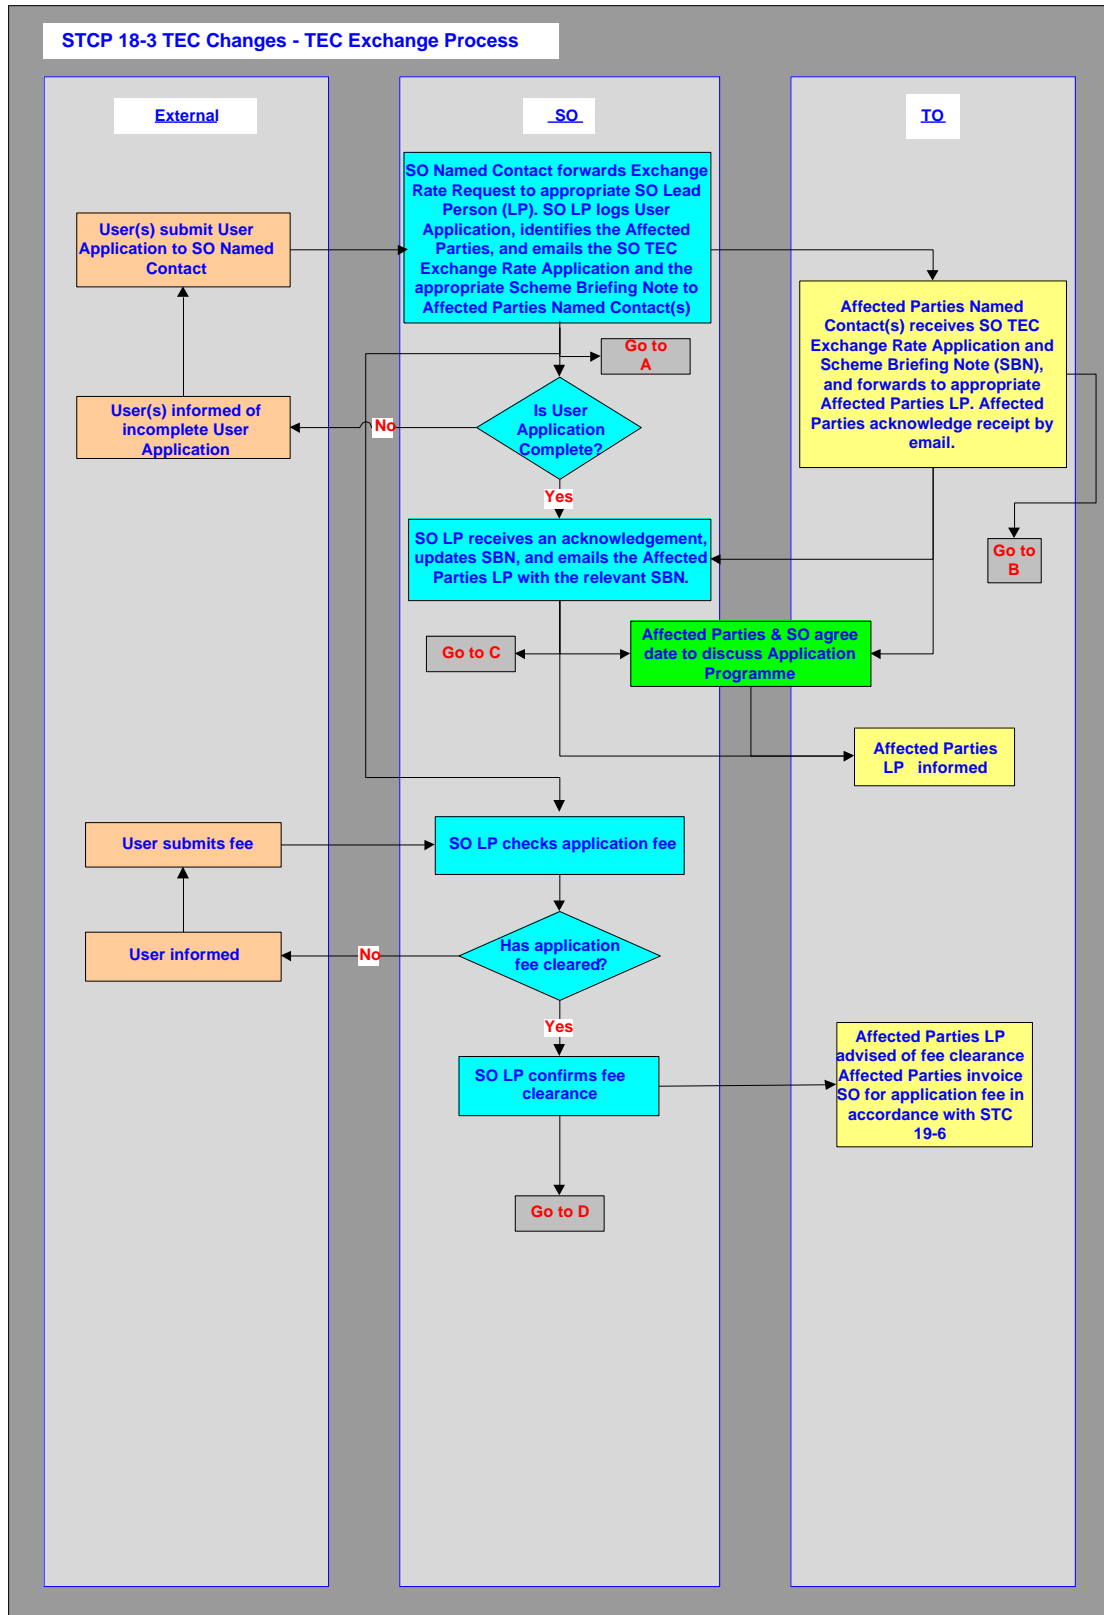 STCP 18-3 TEC Changes - TEC Exchange Process
External
SO
TO
SO Named Contact forwards Exchange
Rate Request to appropriate SO Lead
Person (LP). SO LP logs User
Application, identifies the Affected
Parties, and emails the SO TEC
Exchange Rate Application and the
appropriate Scheme Briefing Note to
Affected Parties Named Contact(s)
User(s) submit User
Application to SO Named
Contact
Affected Parties Named
Contact(s) receives SO TEC
Exchange Rate Application and
Scheme Briefing Note (SBN),
and forwards to appropriate
Affected Parties LP. Affected
Parties acknowledge receipt by
email.
Go to
A
Is User
Application
Complete?
No
User(s) informed of
incomplete User
Application
Yes
SO LP receives an acknowledgement,
updates SBN, and emails the Affected
Parties LP with the relevant SBN.
Go to
B
Go to C
Affected Parties & SO agree
date to discuss Application
Programme
Affected Parties
LP informed
User submits fee
SO LP checks application fee
User informed
No
Has application
fee cleared?
Yes
SO LP confirms fee
clearance
Affected Parties LP
advised of fee clearance
Affected Parties invoice
SO for application fee in
accordance with STC
19-6
Go to D